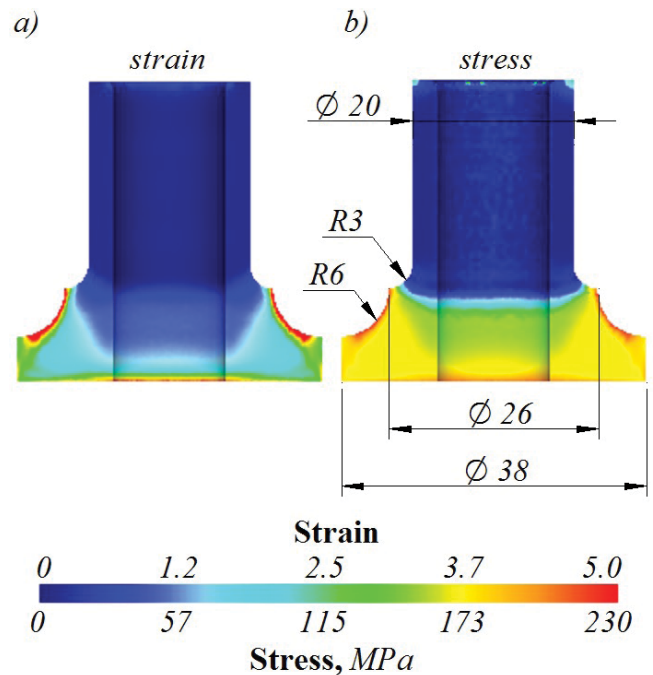 a)
strain
b)
stress
Ø 20
R3
R6
Ø 26
Ø 38
Strain
0 1.2 2.5 3.7 5.0
0 57 115 173 230
Stress, MPa